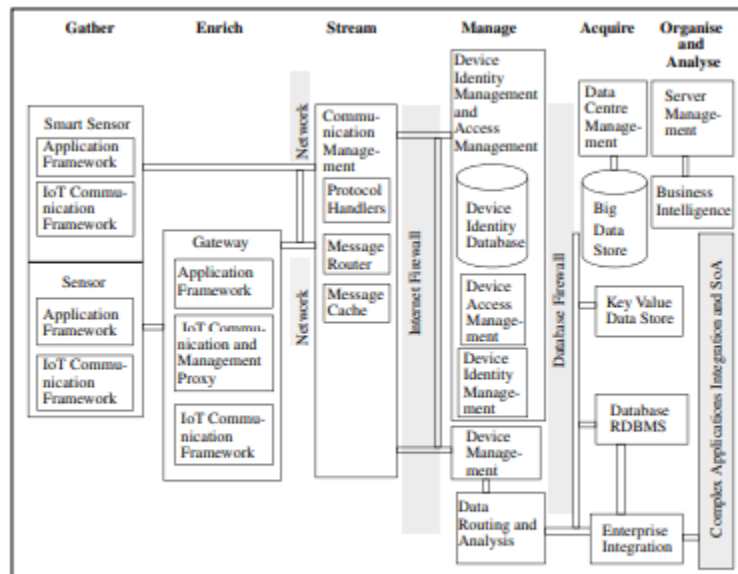 Gather
Enrich
Stream
Manage
Acquire
Organise
and
Analyse
Smart Sensor
Application
Framework
IoT Commu-
nication
Framework
Sensor
Application
Framework
IoT Commu-
nication
Framework
Gateway
Application
Framework
IoT Commu-
nication and
Management
Proxy
IoT Commu-
nication
Framework
Network
Network
Commu-
nication
Management
Protocol
Handlers
Message
Router
Message
Cache
Internet Firewall
Device
Identity
Management
and
Access
Management
Device
Identity
Database
Device
Access
Manage-
ment
Device
Identity
Manage-
ment
Device
Manage-
ment
Data
Routing and
Analysis
Database Firewall
Data
Centre
Manage-
ment
Big
Data
Store
Key Value
Data Store
Database
RDBMS
Enterprise
Integration
Server
Manage-
ment
Business
Intelligence
Complex Applications Integration and SoA